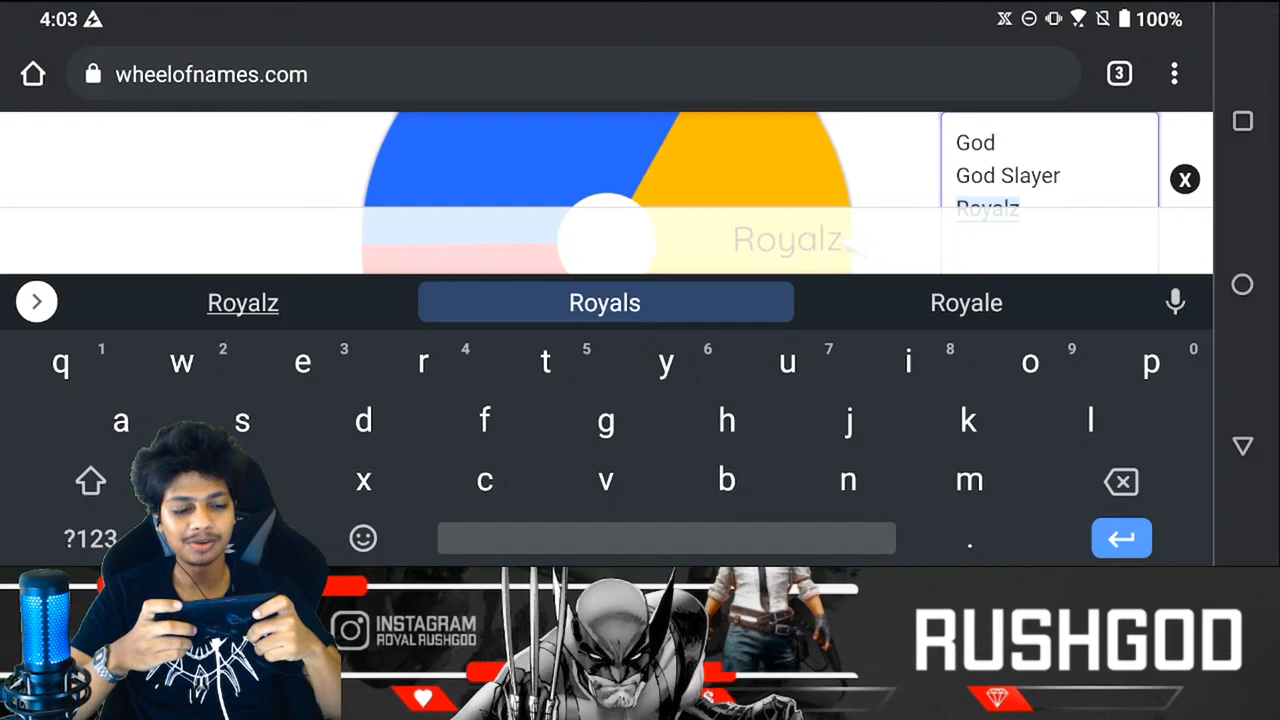 4:03
100%
wheelofnames.com
3
God
God Slayer
Royalz
Royalz
Royalz
Royals
Royale
q 1 w 2 e 3 r 4 t 5 y 6 u 7 i 8 o 9 p 0
a s d f g h j k l
x c v b n m
?123 .
INSTAGRAM
ROYAL RUSHGOD
RUSHGOD